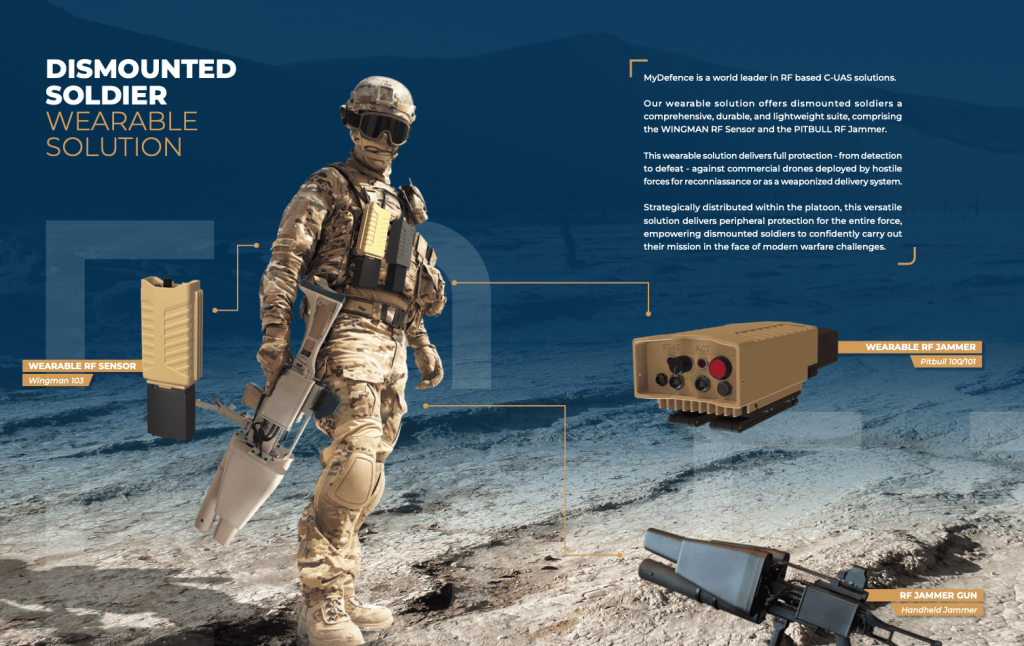 DISMOUNTED
SOLDIER
WEARABLE
SOLUTION
MyDefence is a world leader in RF based C-UAS solutions.
Our wearable solution offers dismounted soldiers a
comprehensive, durable, and lightweight suite, comprising
the WINGMAN RF Sensor and the PITBULL RF Jammer.
This wearable solution delivers full protection - from detection
to defeat - against commercial drones deployed by hostile
forces for reconniassance or as a weaponized delivery system.
Strategically distributed within the platoon, this versatile
solution delivers peripheral protection for the entire force,
empowering dismounted soldiers to confidently carry out
their mission in the face of modern warfare challenges.
WEARABLE RF SENSOR
Wingman 103
STAT ACT
WEARABLE RF JAMMER
Pitbull 100/101
RF JAMMER GUN
Handheld Jammer